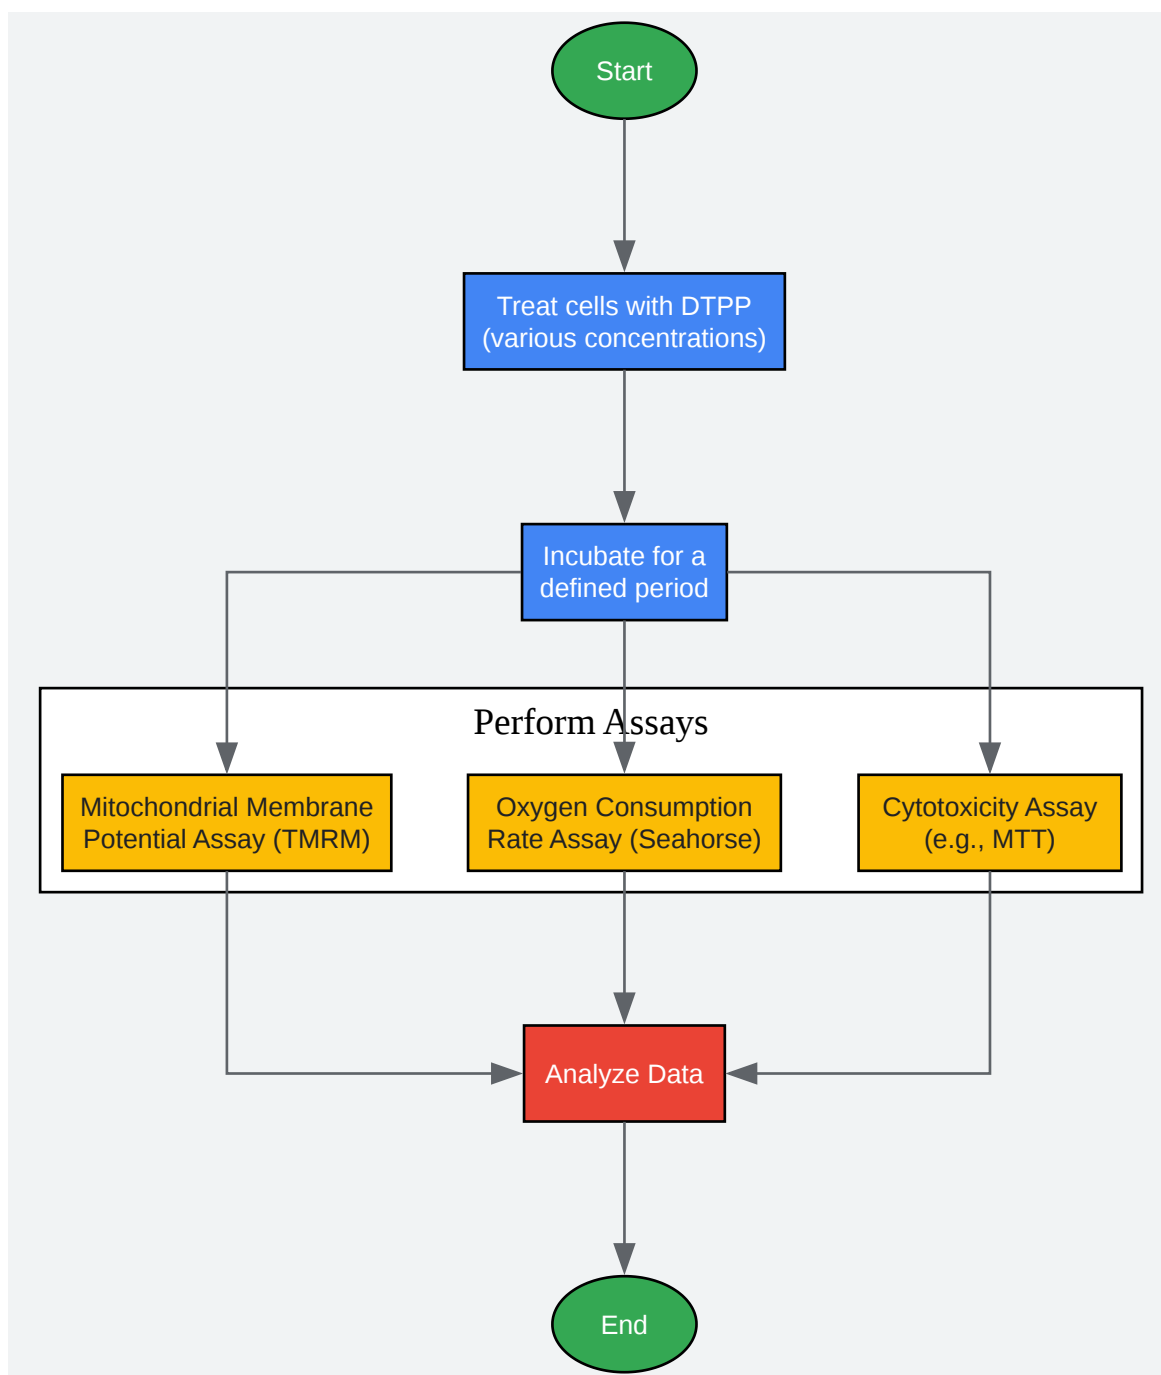 Start
Treat cells with DTPP
(various concentrations)
Incubate for a
defined period
Perform Assays
Mitochondrial Membrane
Potential Assay (TMRM)
Oxygen Consumption
Rate Assay (Seahorse)
Cytotoxicity Assay
(e.g., MTT)
Analyze Data
End